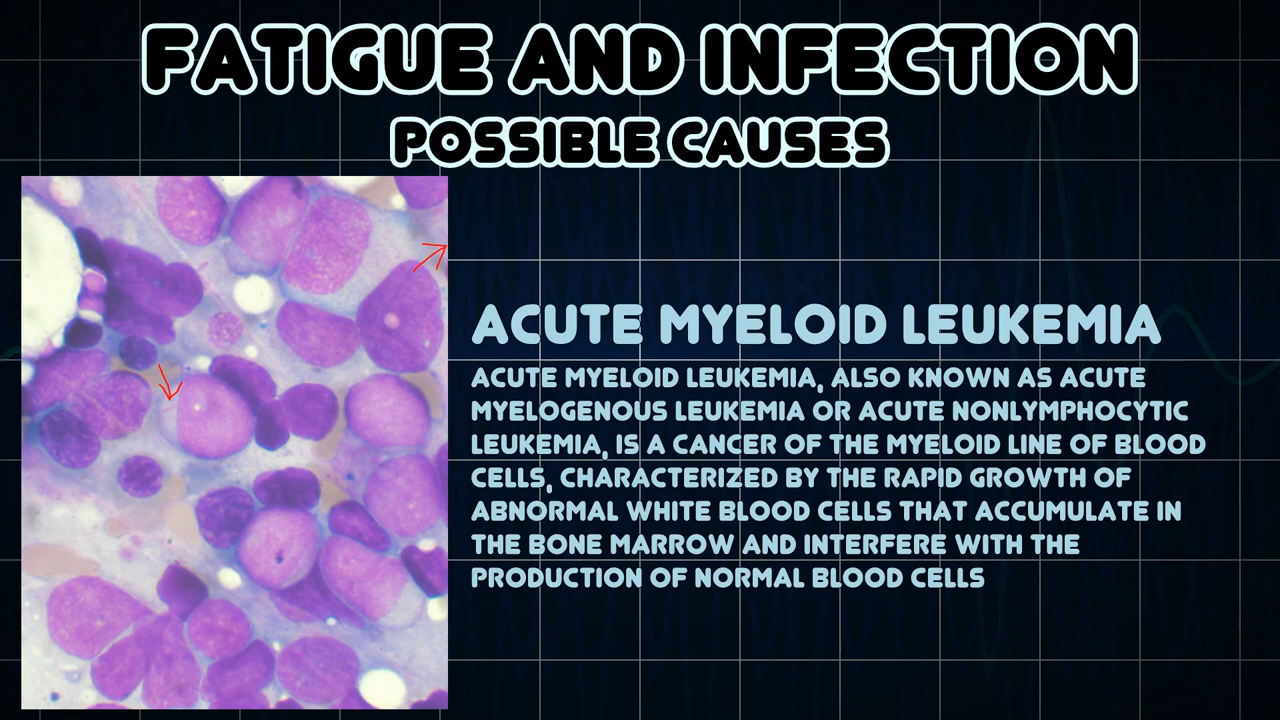 FATIGUE AND INFECTION
POSSIBLE CAUSES
ACUTE MYELOID LEUKEMIA
ACUTE MYELOID LEUKEMIA, ALSO KNOWN AS ACUTE
MYELOGENOUS LEUKEMIA OR ACUTE NONLYMPHOCYTIC
LEUKEMIA, IS A CANCER OF THE MYELOID LINE OF BLOOD
CELLS, CHARACTERIZED BY THE RAPID GROWTH OF
ABNORMAL WHITE BLOOD CELLS THAT ACCUMULATE IN
THE BONE MARROW AND INTERFERE WITH THE
PRODUCTION OF NORMAL BLOOD CELLS